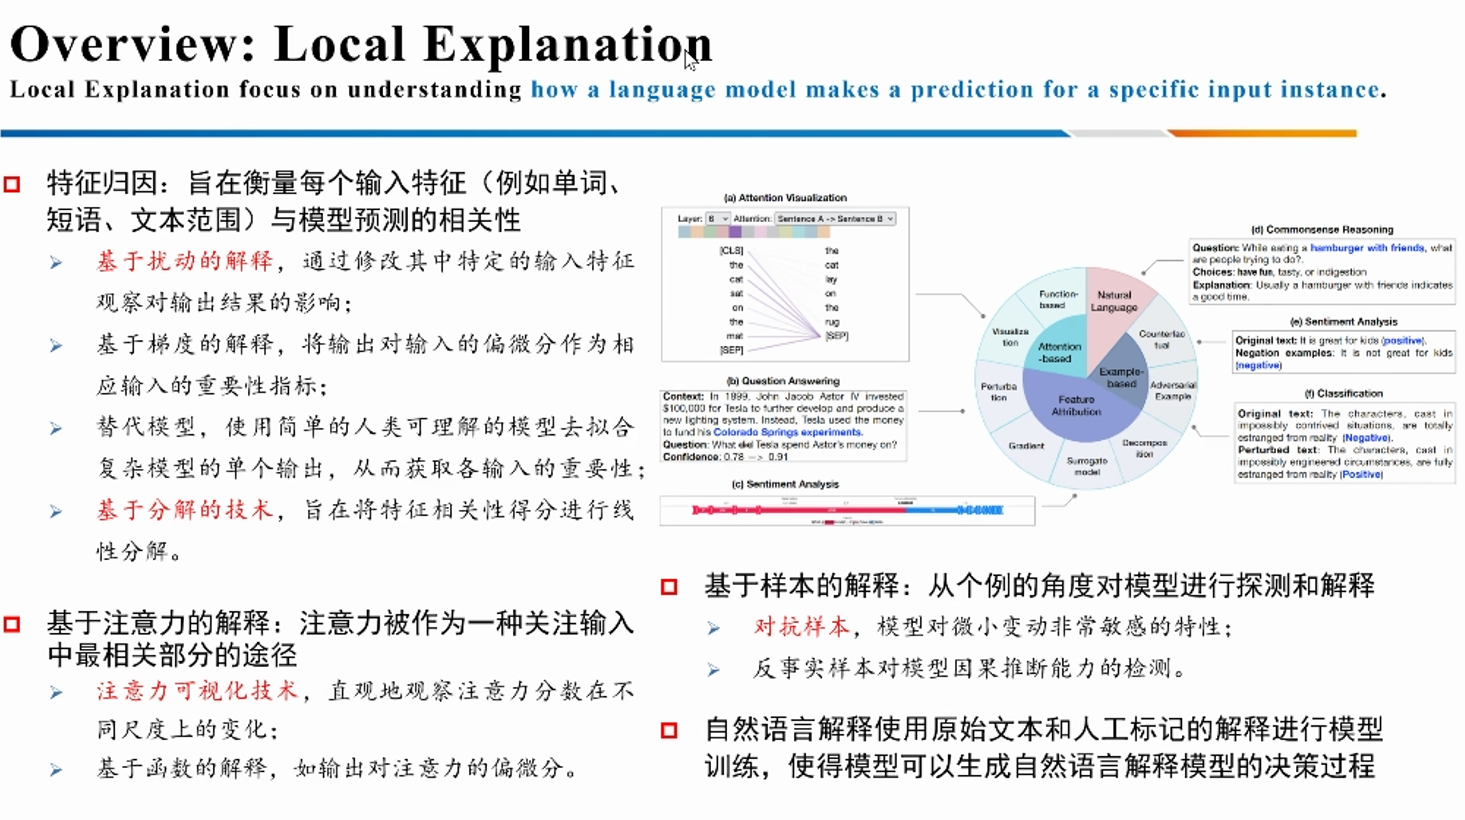 Overview: Local Explanation
Local Explanation focus on understanding how a language model makes a prediction for a specific input instance.
特征归因：旨在衡量每个输入特征（例如单词、
短语、文本范围）与模型预测的相关性
基于扰动的解释，通过修改其中特定的输入特征
观察对输出结果的影响；
基于梯度的解释，将输出对输入的偏微分作为相
应输入的重要性指标；
替代模型，使用简单的人类可理解的模型去拟合
复杂模型的单个输出，从而获取各输入的重要性；
基于分解的技术，旨在将特征相关性得分进行线
性分解。
基于注意力的解释：注意力被作为一种关注输入
中最相关部分的途径
注意力可视化技术，直观地观察注意力分数在不
同尺度上的变化；
基于函数的解释，如输出对注意力的偏微分。
(a) Attention Visualization
Layer: 6 Attention: Sentence A -> Sentence B
[CLS] the
the cat
cat lay
sat on
on the
the rug
mat [SEP]
[SEP]
(b) Question Answering
Context: In 1899, John Jacob Astor IV invested
$100,000 for Tesla to further develop and produce a
new lighting system. Instead, Tesla used the money
to fund his Colorado Springs experiments.
Question: What did Tesla spend Astor's money on?
Confidence: 0.78 —> 0.91
(c) Sentiment Analysis
Function-
based
Natural
Language
Visualiza
tion
Counterfac
tual
Attention
-based
Example-
based
Perturba
tion
Adversarial
Example
Feature
Attribution
Gradient
Decompos
ition
Surrogate
model
(d) Commonsense Reasoning
Question: While eating a hamburger with friends, what
are people trying to do?.
Choices: have fun, tasty, or indigestion
Explanation: Usually a hamburger with friends indicates
a good time.
(e) Sentiment Analysis
Original text: It is great for kids (positive).
Negation examples: It is not great for kids
(negative)
(f) Classification
Original text: The characters, cast in
impossibly contrived situations, are totally
estranged from reality (Negative).
Perturbed text: The characters, cast in
impossibly engineered circumstances, are fully
estranged from reality (Positive)
基于样本的解释：从个例的角度对模型进行探测和解释
对抗样本，模型对微小变动非常敏感的特性；
反事实样本对模型因果推断能力的检测。
自然语言解释使用原始文本和人工标记的解释进行模型
训练，使得模型可以生成自然语言解释模型的决策过程